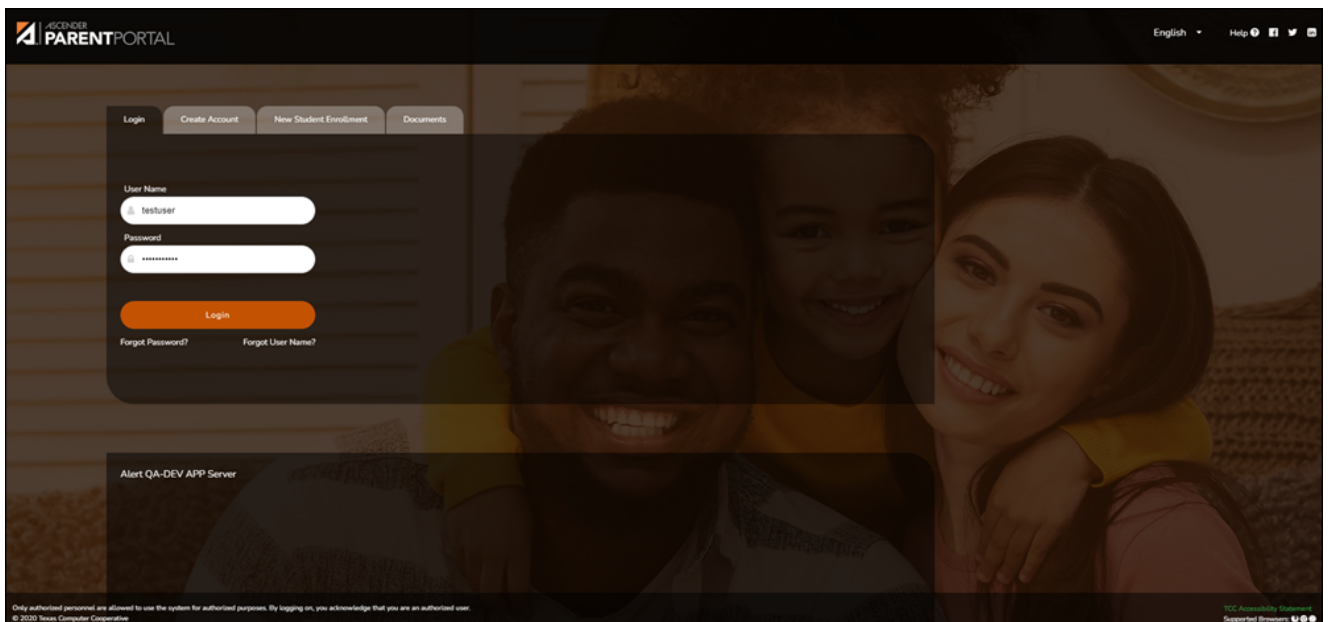 ASCENDER
PARENTPORTAL
English
Help
Login
Create Account
New Student Enrollment
Documents
User Name
testuser
Password
•••••••••••
Login
Forgot Password?
Forgot User Name?
Alert QA-DEV APP Server
Only authorized personnel are allowed to use the system for authorized purposes. By logging on, you acknowledge that you are an authorized user.
© 2020 Texas Computer Cooperative
TCC Accessibility Statement
Supported Browsers: